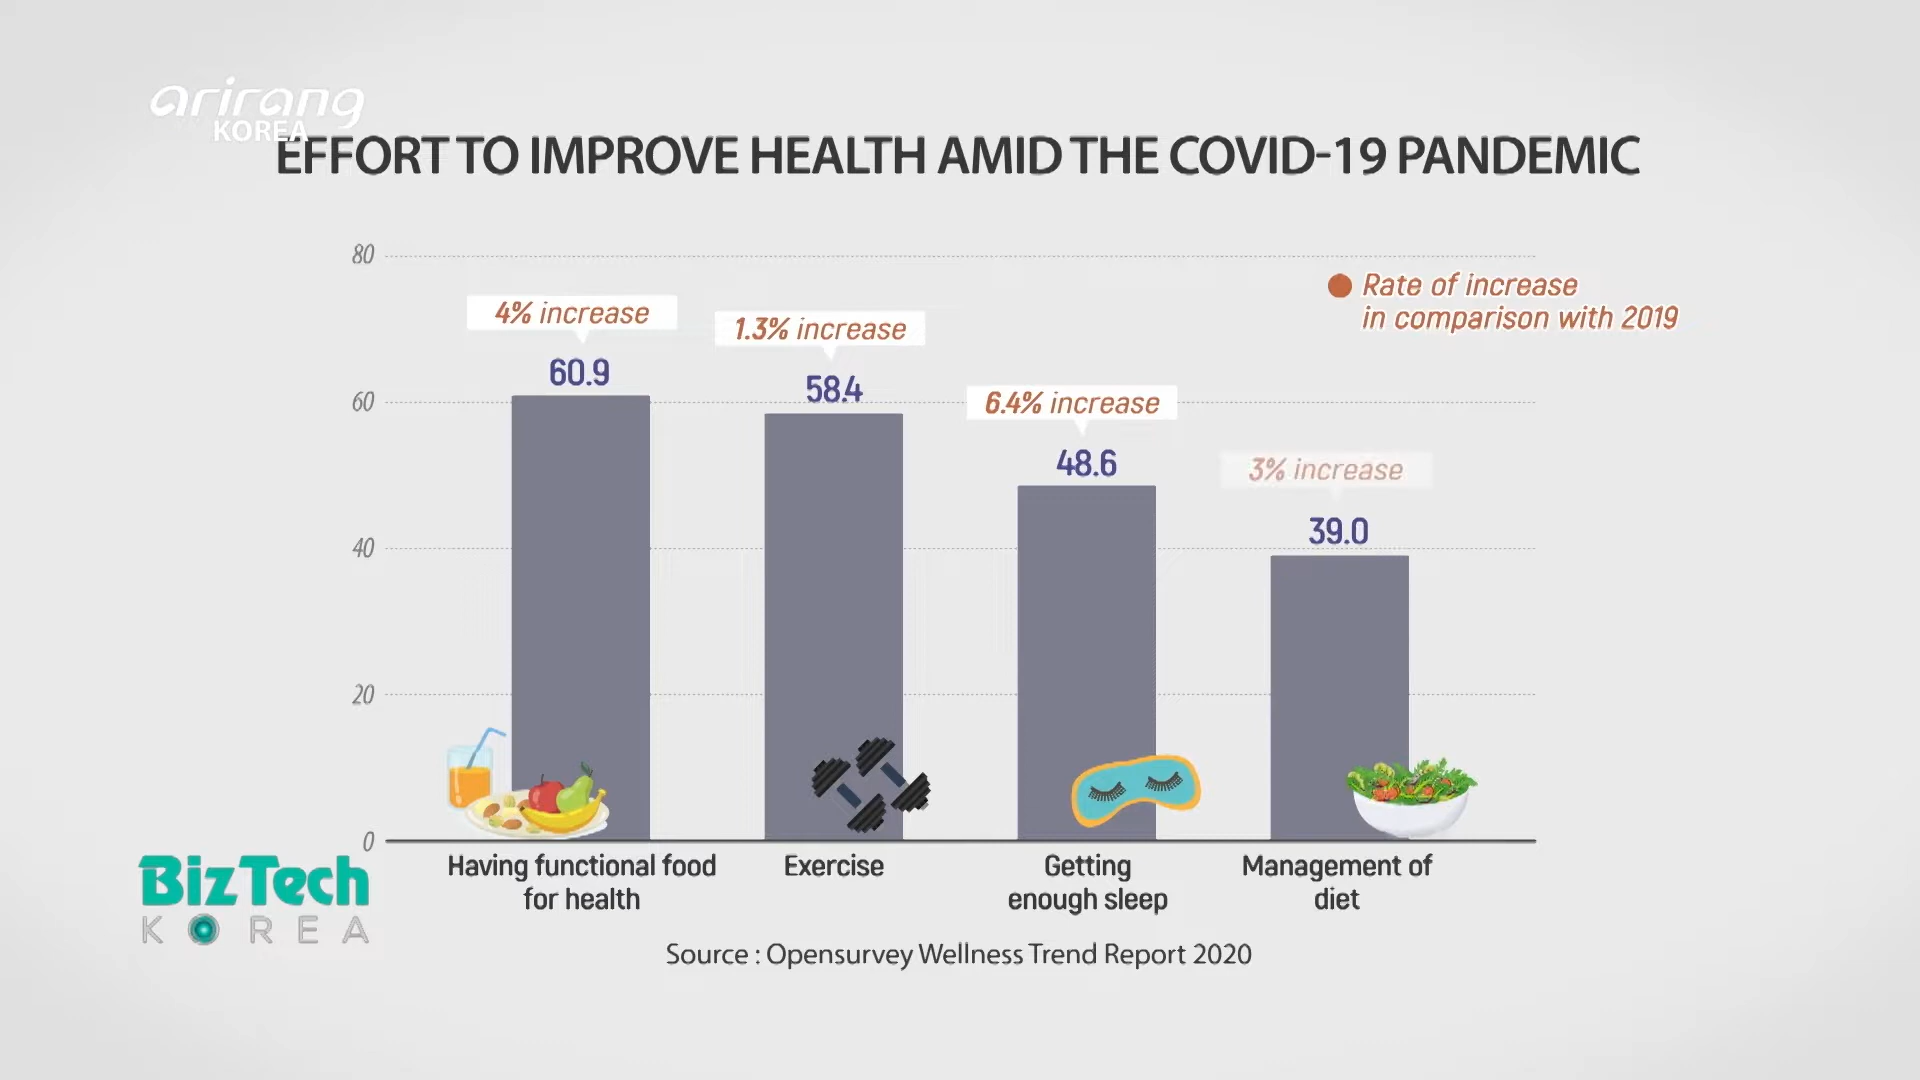 arirang
KOREA
EFFORT TO IMPROVE HEALTH AMID THE COVID-19 PANDEMIC
80
Rate of increase
in comparison with 2019
4% increase
1.3% increase
60.9
58.4
60
6.4% increase
48.6
3% increase
39.0
40
20
0
Having functional food
for health
Exercise
Getting
enough sleep
Management of
diet
BizTech
KOREA
Source : Opensurvey Wellness Trend Report 2020